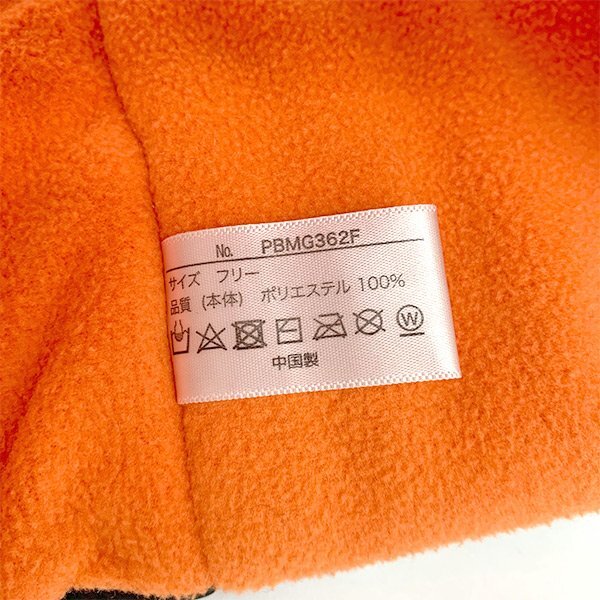 No. PBMG362F
サイズ フリー
品質 (本体) ポリエステル 100%
W
中国製